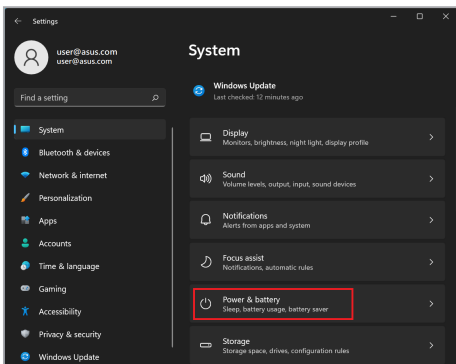 Settings
user@asus.com
user@asus.com
Find a setting
System
Bluetooth & devices
Network & internet
Personalization
Apps
Accounts
Time & language
Gaming
Accessibility
Privacy & security
Windows Update
System
Windows Update
Last checked: 12 minutes ago
Display
Monitors, brightness, night light, display profile
Sound
Volume levels, output, input, sound devices
Notifications
Alerts from apps and system
Focus assist
Notifications, automatic rules
Power & battery
Sleep, battery usage, battery saver
Storage
Storage space, drives, configuration rules